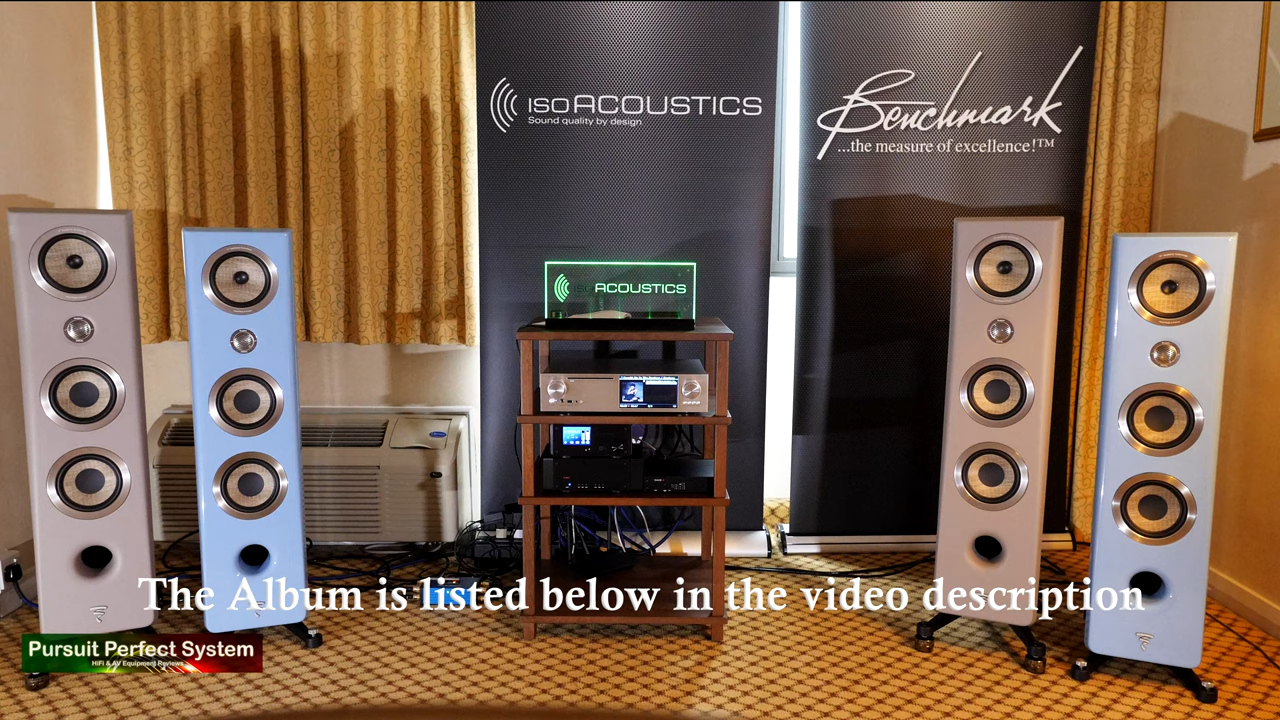 ISOACOUSTICS
Sound quality by design
Benchmark
...the measure of excellence!™
ISOACOUSTICS
The Album is listed below in the video description
Pursuit Perfect System
HiFi & AV Equipment Reviews